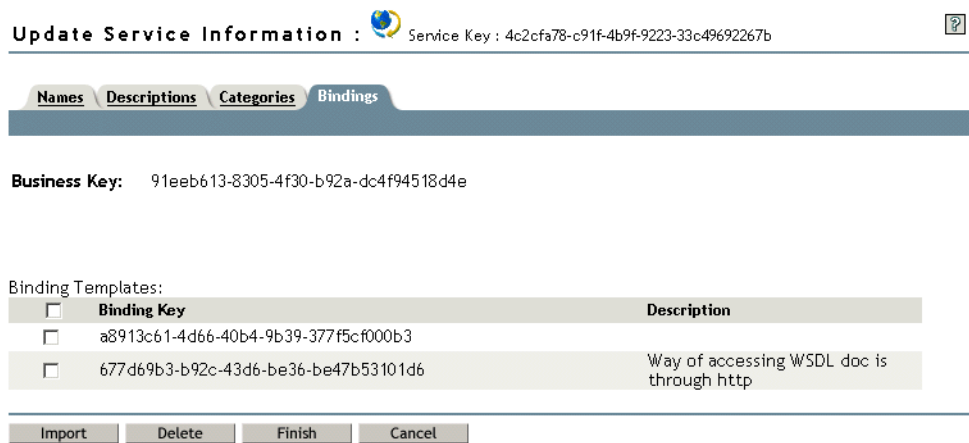 Update Service Information : Service Key : 4c2cfa78-c91f-4b9f-9223-33c49692267b ?
Names Descriptions Categories Bindings
Business Key: 91eeb613-8305-4f30-b92a-dc4f94518d4e
Binding Templates:
Binding Key Description
a8913c61-4d66-40b4-9b39-377f5cf000b3
677d69b3-b92c-43d6-be36-be47b53101d6 Way of accessing WSDL doc is
through http
Import Delete Finish Cancel